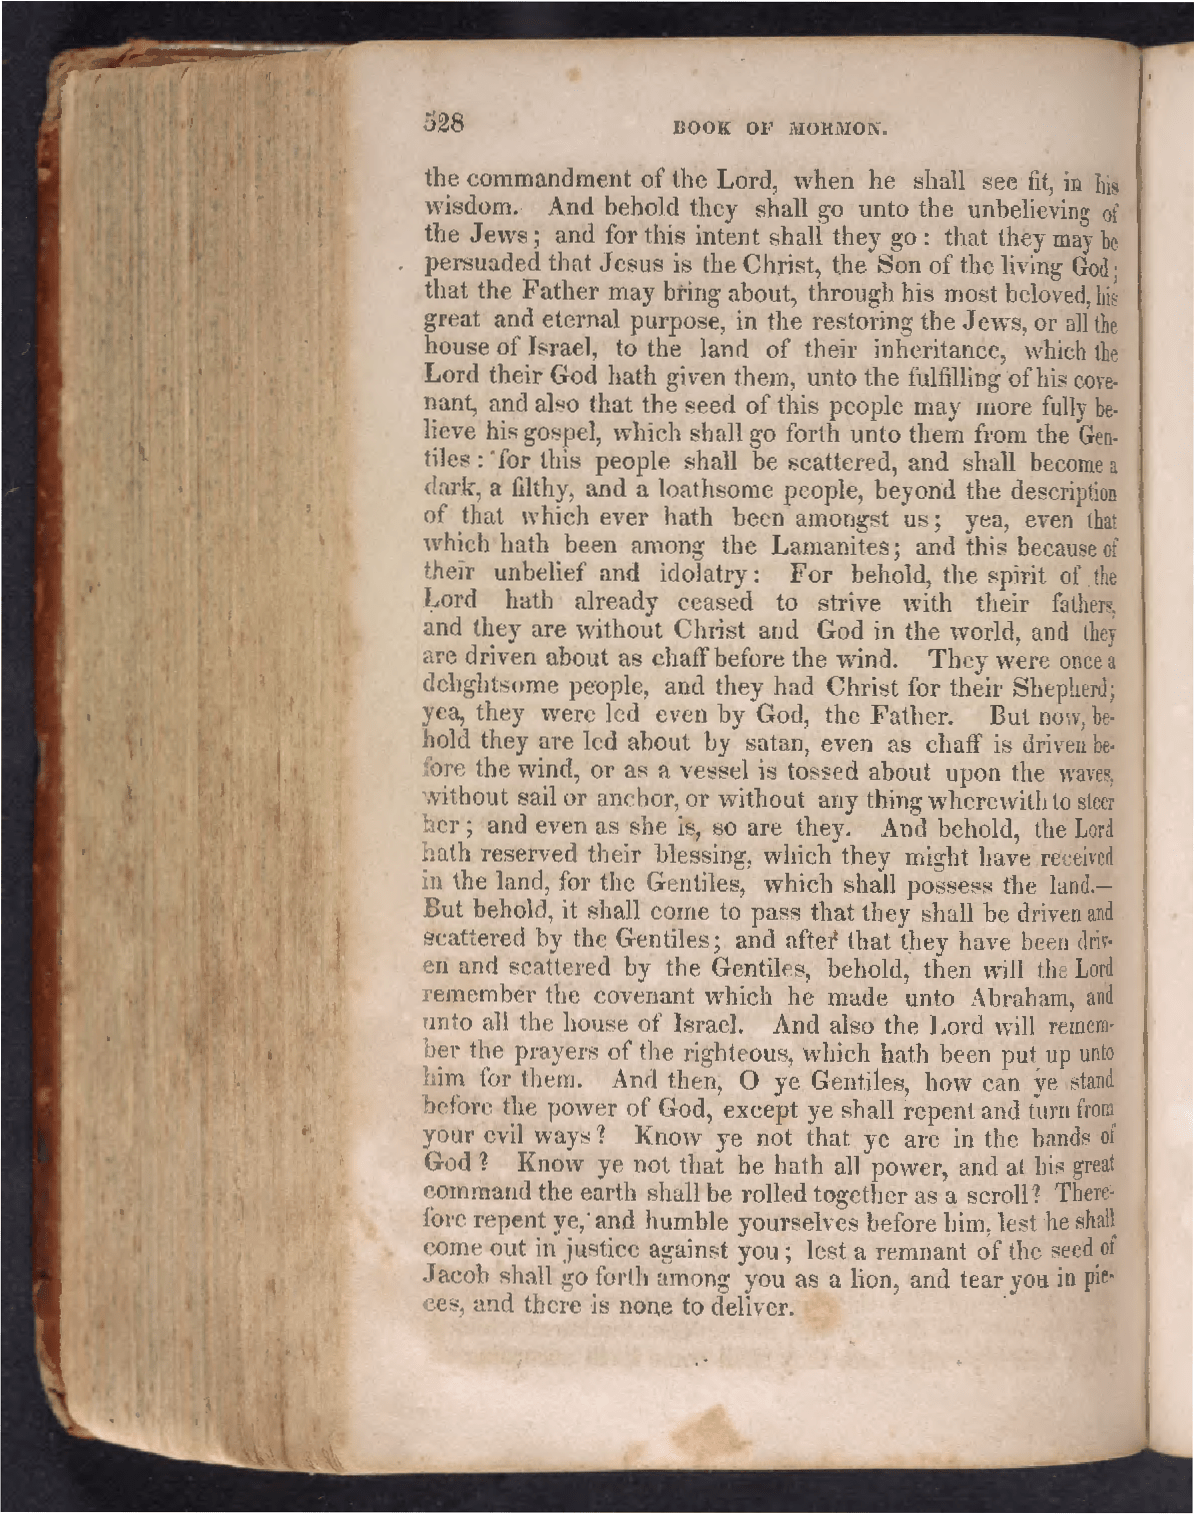 528 BOOK OF MORMON.
the commandment of the Lord, when he shall see fit, in his
wisdom. And behold they shall go unto the unbelieving of
the Jews; and for this intent shall they go: that they may be
persuaded that Jesus is the Christ, the Son of the living God;
that the Father may bring about, through his most beloved, his
great and eternal purpose, in the restoring the Jews, or all the
house of Israel, to the land of their inheritance, which the
Lord their God hath given them, unto the fulfilling of his cove-
nant, and also that the seed of this people may more fully be-
lieve his gospel, which shall go forth unto them from the Gen-
tiles: for this people shall be scattered, and shall become a
dark, a filthy, and a loathsome people, beyond the description
of that which ever hath been amongst us; yea, even that
which hath been among the Lamanites; and this because of
their unbelief and idolatry: For behold, the spirit of the
Lord hath already ceased to strive with their fathers,
and they are without Christ and God in the world, and they
are driven about as chaff before the wind. They were once a
delightsome people, and they had Christ for their Shepherd;
yea, they were led even by God, the Father. But now, be-
hold they are led about by satan, even as chaff is driven be-
fore the wind, or as a vessel is tossed about upon the waves,
without sail or anchor, or without any thing wherewith to steer
her; and even as she is, so are they. And behold, the Lord
hath reserved their blessing, which they might have received
in the land, for the Gentiles, which shall possess the land.—
But behold, it shall come to pass that they shall be driven and
scattered by the Gentiles; and after that they have been driv-
en and scattered by the Gentiles, behold, then will the Lord
remember the covenant which he made unto Abraham, and
unto all the house of Israel. And also the Lord will remem-
ber the prayers of the righteous, which hath been put up unto
him for them. And then, O ye Gentiles, how can ye stand
before the power of God, except ye shall repent and turn from
your evil ways? Know ye not that ye are in the hands of
God? Know ye not that he hath all power, and at his great
command the earth shall be rolled together as a scroll? There-
fore repent ye, and humble yourselves before him, lest he shall
come out in justice against you; lest a remnant of the seed of
Jacob shall go forth among you as a lion, and tear you in pie-
ces, and there is none to deliver.